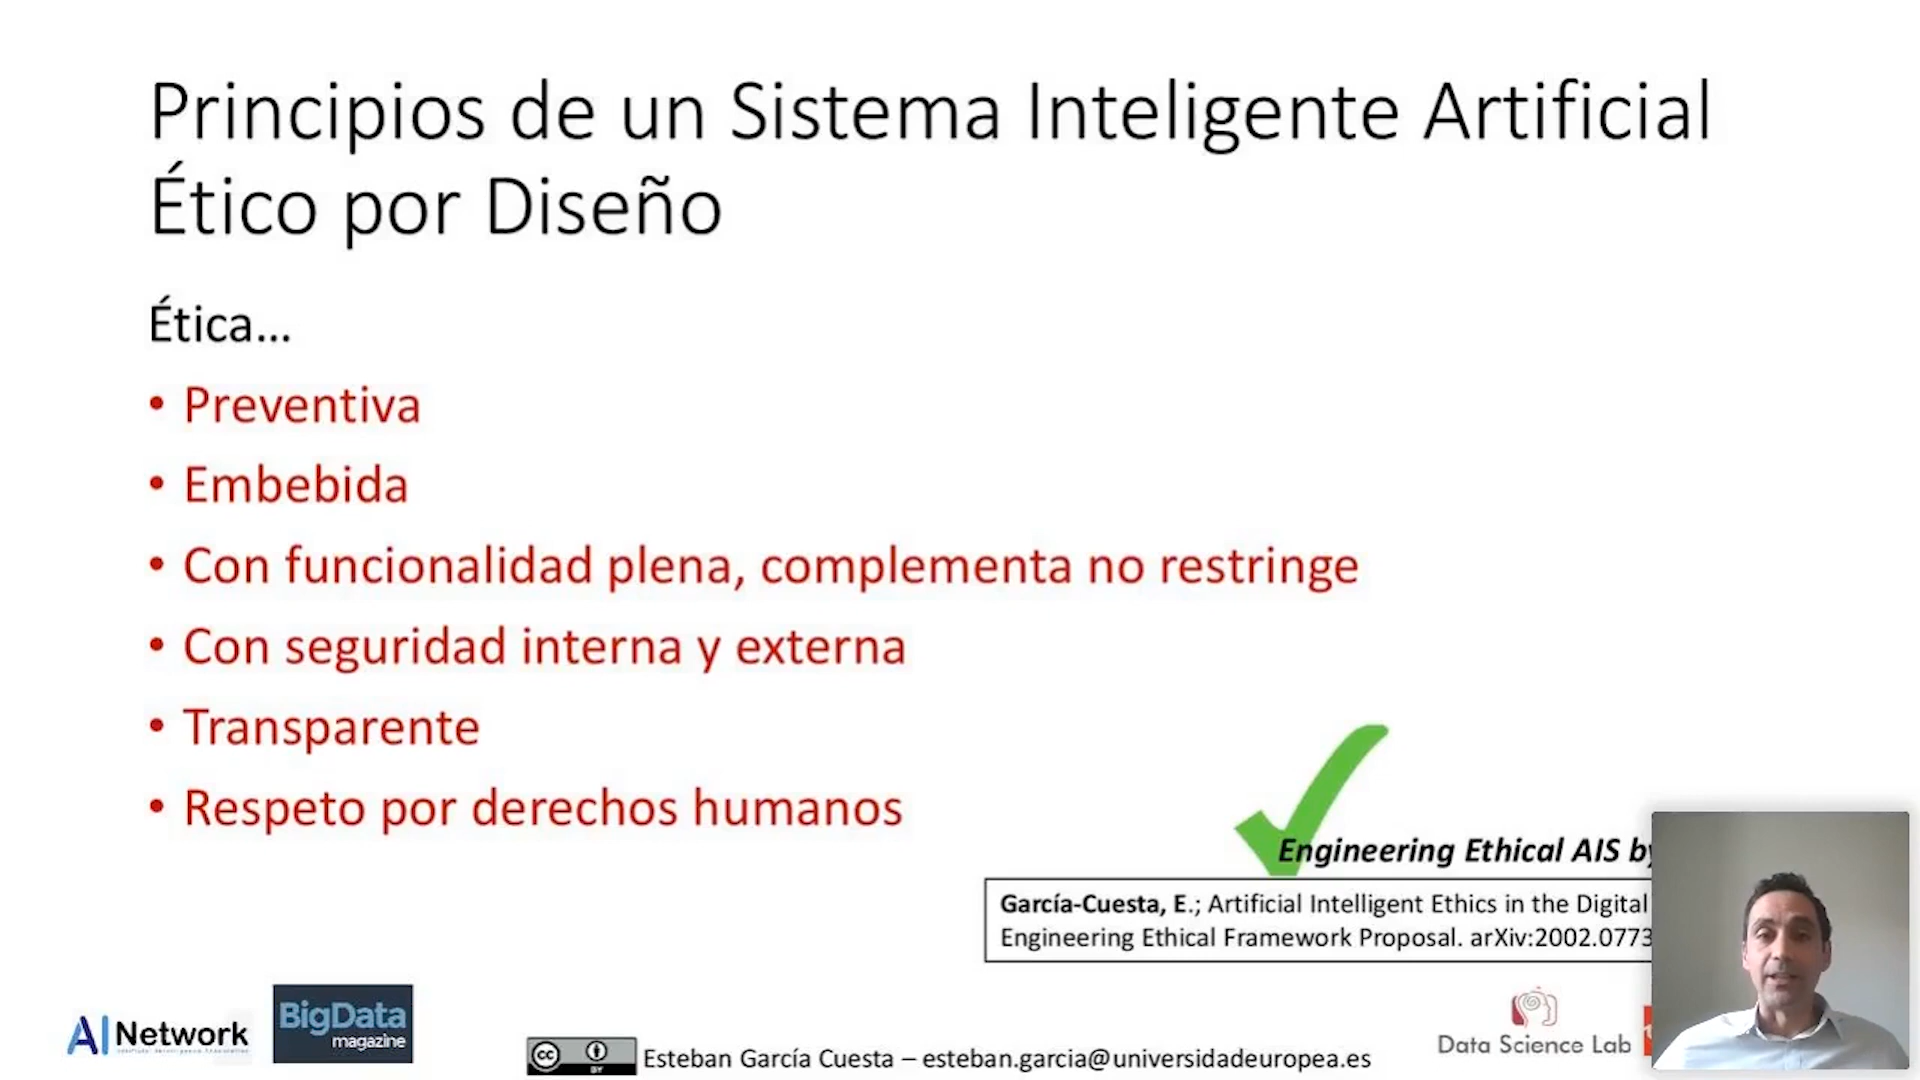 Principios de un Sistema Inteligente Artificial
Ético por Diseño
Ética...
• Preventiva
• Embebida
• Con funcionalidad plena, complementa no restringe
• Con seguridad interna y externa
• Transparente
• Respeto por derechos humanos
Engineering Ethical AIS by
García-Cuesta, E.; Artificial Intelligent Ethics in the Digital
Engineering Ethical Framework Proposal. arXiv:2002.0773
AI Network
BigData
magazine
cc
BY
Esteban García Cuesta – esteban.garcia@universidadeuropea.es
Data Science Lab